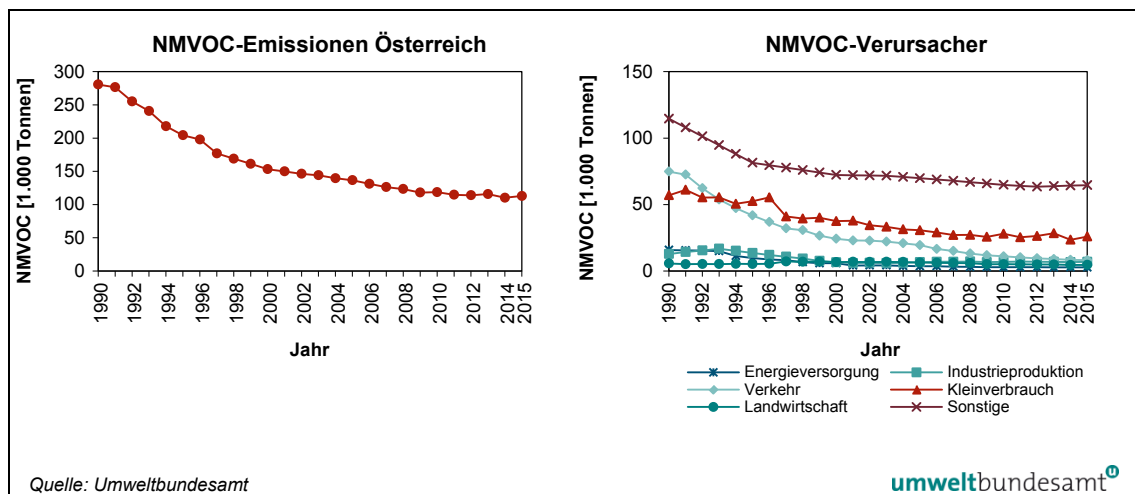 NMVOC-Emissionen Österreich
NMVOC [1.000 Tonnen]
300
250
200
150
100
50
0
1990
1992
1994
1996
1998
2000
2002
2004
2006
2008
2010
2012
2014
2015
Jahr
NMVOC-Verursacher
NMVOC [1.000 Tonnen]
150
100
50
0
1990
1992
1994
1996
1998
2000
2002
2004
2006
2008
2010
2012
2014
2015
Jahr
Energieversorgung
Industrieproduktion
Verkehr
Kleinverbrauch
Landwirtschaft
Sonstige
Quelle: Umweltbundesamt
umweltbundesamt u